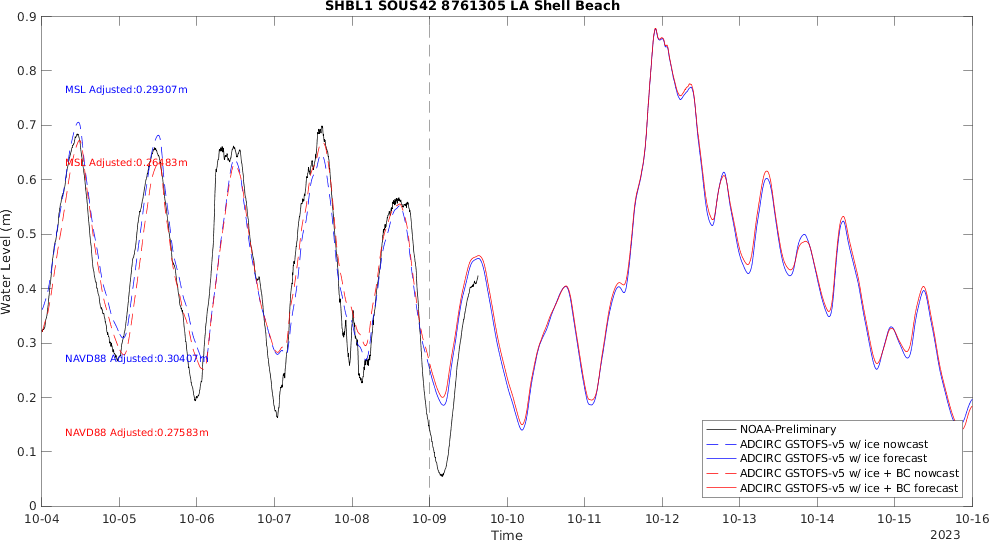 SHBL1 SOUS42 8761305 LA Shell Beach
Water Level (m)
0.9
0.8
0.7
0.6
0.5
0.4
0.3
0.2
0.1
0
MSL Adjusted:0.29307m
MSL Adjusted:0.26483m
NAVD88 Adjusted:0.30407m
NAVD88 Adjusted:0.27583m
NOAA-Preliminary
ADCIRC GSTOFS-v5 w/ ice nowcast
ADCIRC GSTOFS-v5 w/ ice forecast
ADCIRC GSTOFS-v5 w/ ice + BC nowcast
ADCIRC GSTOFS-v5 w/ ice + BC forecast
10-04 10-05 10-06 10-07 10-08 10-09 10-10 10-11 10-12 10-13 10-14 10-15 10-16
Time
2023